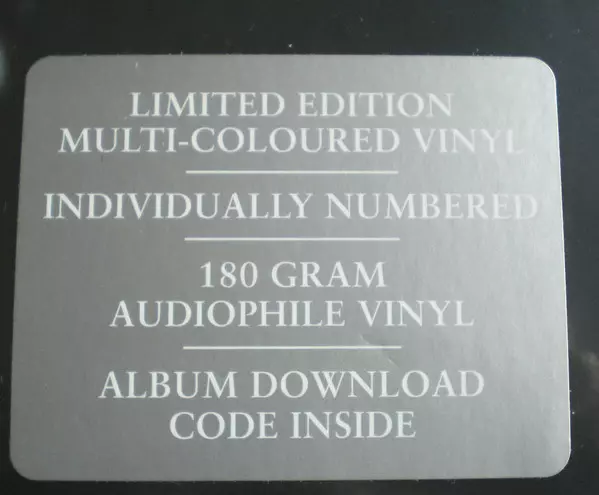 LIMITED EDITION
MULTI-COLOURED VINYL
INDIVIDUALLY NUMBERED
180 GRAM
AUDIOPHILE VINYL
ALBUM DOWNLOAD
CODE INSIDE